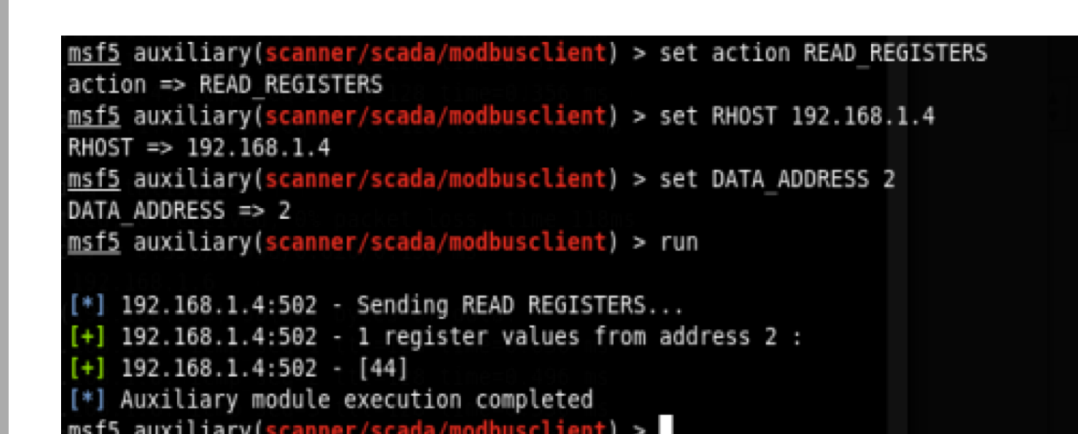 msf5 auxiliary(scanner/scada/modbusclient) > set action READ_REGISTERS
action => READ_REGISTERS
msf5 auxiliary(scanner/scada/modbusclient) > set RHOST 192.168.1.4
RHOST => 192.168.1.4
msf5 auxiliary(scanner/scada/modbusclient) > set DATA_ADDRESS 2
DATA_ADDRESS => 2
msf5 auxiliary(scanner/scada/modbusclient) > run
[*] 192.168.1.4:502 - Sending READ REGISTERS...
[+] 192.168.1.4:502 - 1 register values from address 2 :
[+] 192.168.1.4:502 - [44]
[*] Auxiliary module execution completed
msf5 auxiliary(scanner/scada/modbusclient) >